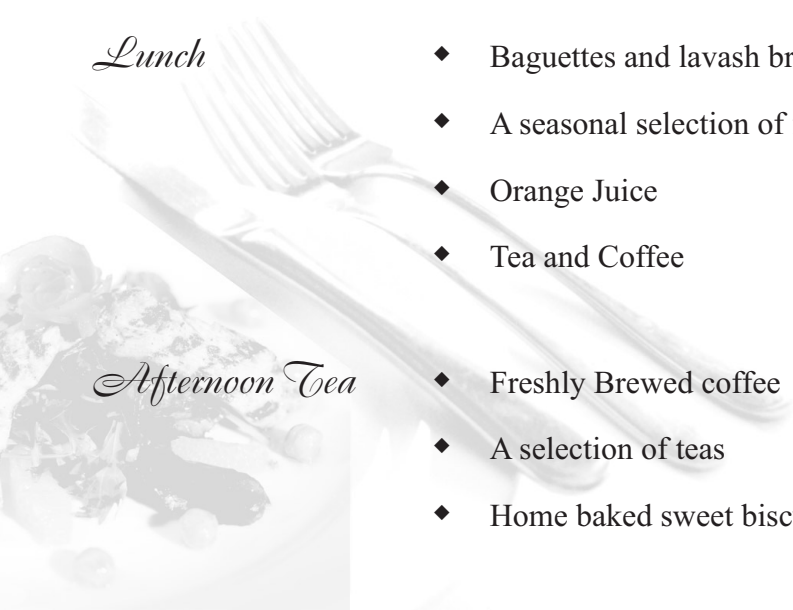 Lunch
◆ Baguettes and lavash br
◆ A seasonal selection of
◆ Orange Juice
◆ Tea and Coffee
Afternoon Tea
◆ Freshly Brewed coffee
◆ A selection of teas
◆ Home baked sweet bisc